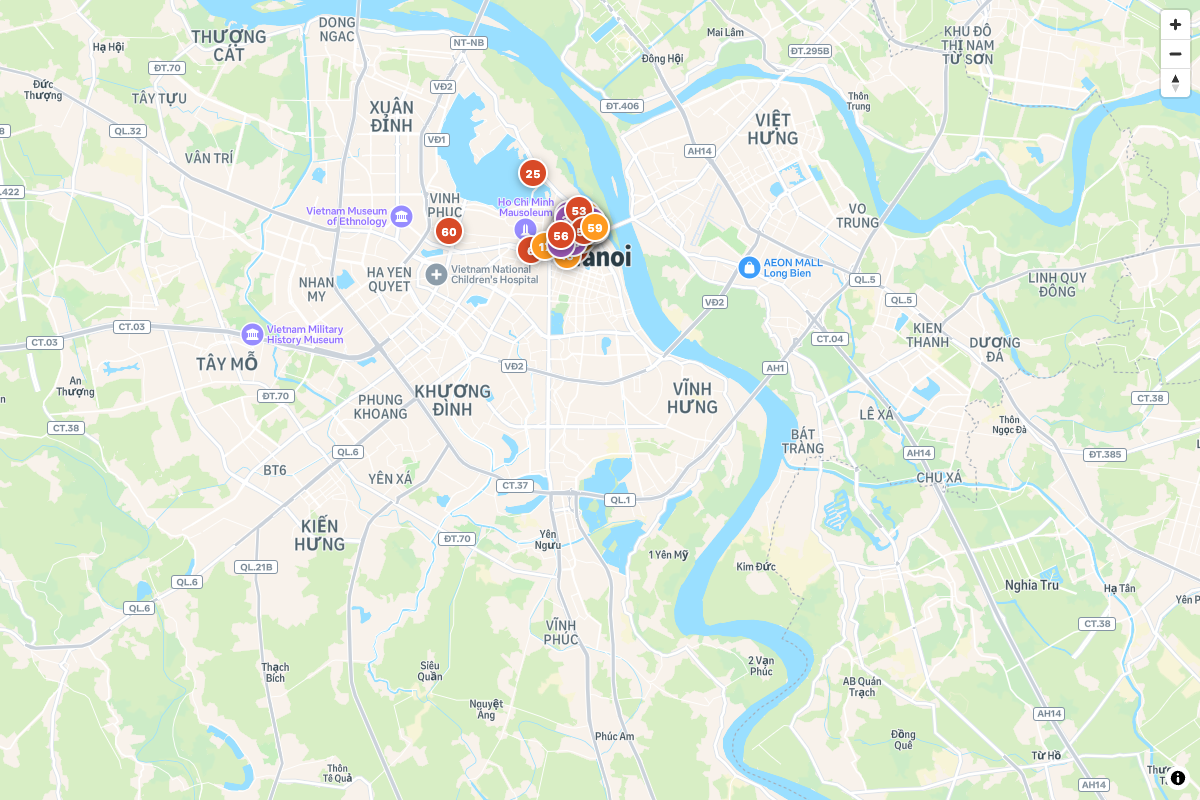 THƯỢNG
CÁT
DONG
NGAC
NT-NB
Mai Lâm
ĐT.295B
KHU ĐÔ
THỊ NAM
TỪ SƠN
Hạ Hội
ĐT.70
Đông Hội
Đức
Thượng
TÂY TỰU
VĐ2
XUÂN
ĐỈNH
ĐT.406
Thôn
Trung
VIỆT
HƯNG
QL.32
VĐ1
AH14
VÂN TRÍ
25
.422
VINH
PHUC
Ho Chi Minh
Mausoleum
53
Vietnam Museum
of Ethnology
VO
TRUNG
60
56
59
AEON MALL
Long Bien
HA YEN
QUYET
Vietnam National
Children's Hospital
NHAN
MY
QL.5
LINH QUY
ĐÔNG
VĐ2
QL.5
CT.03
CT.03
Vietnam Military
History Museum
CT.04
KIEN
THANH
DƯƠNG
ĐÁ
TÂY MỖ
VĐ2
AH1
An
Thượng
ĐT.70
KHƯƠNG
ĐÌNH
PHUNG
KHOANG
VĨNH
HƯNG
CT.38
LÊ XÁ
CT.38
Thôn
Ngọc Đà
BÁT
TRÀNG
QL.6
AH14
ĐT.385
BT6
YÊN XÁ
CHU XÁ
CT.37
QL.1
KIẾN
HƯNG
Yên
Ngưu
ĐT.70
1 Yên Mỹ
Kim Đức
QL.21B
QL.6
Nghia Tru
Hạ Tân
QL.6
Yên P
CT.38
VĨNH
PHÚC
Thạch
Bích
Siêu
Quần
2 Vạn
Phúc
AB Quán
Trạch
Nguyệt
Áng
AH14
Phúc Am
Đồng
Quế
Từ Hồ
Thôn
Tê Quả
AH14